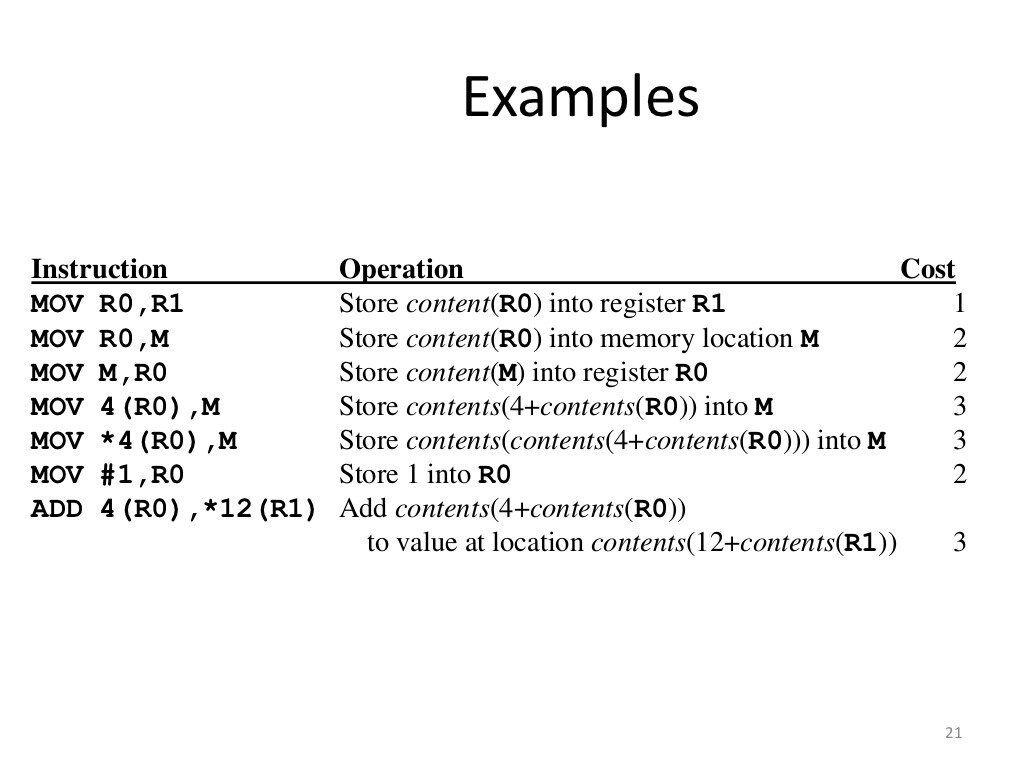 Examples
Instruction Operation Cost
MOV R0,R1 Store content(R0) into register R1 1
MOV R0,M Store content(R0) into memory location M 2
MOV M,R0 Store content(M) into register R0 2
MOV 4(R0),M Store contents(4+contents(R0)) into M 3
MOV *4(R0),M Store contents(contents(4+contents(R0))) into M 3
MOV #1,R0 Store 1 into R0 2
ADD 4(R0),*12(R1) Add contents(4+contents(R0))
to value at location contents(12+contents(R1)) 3
21